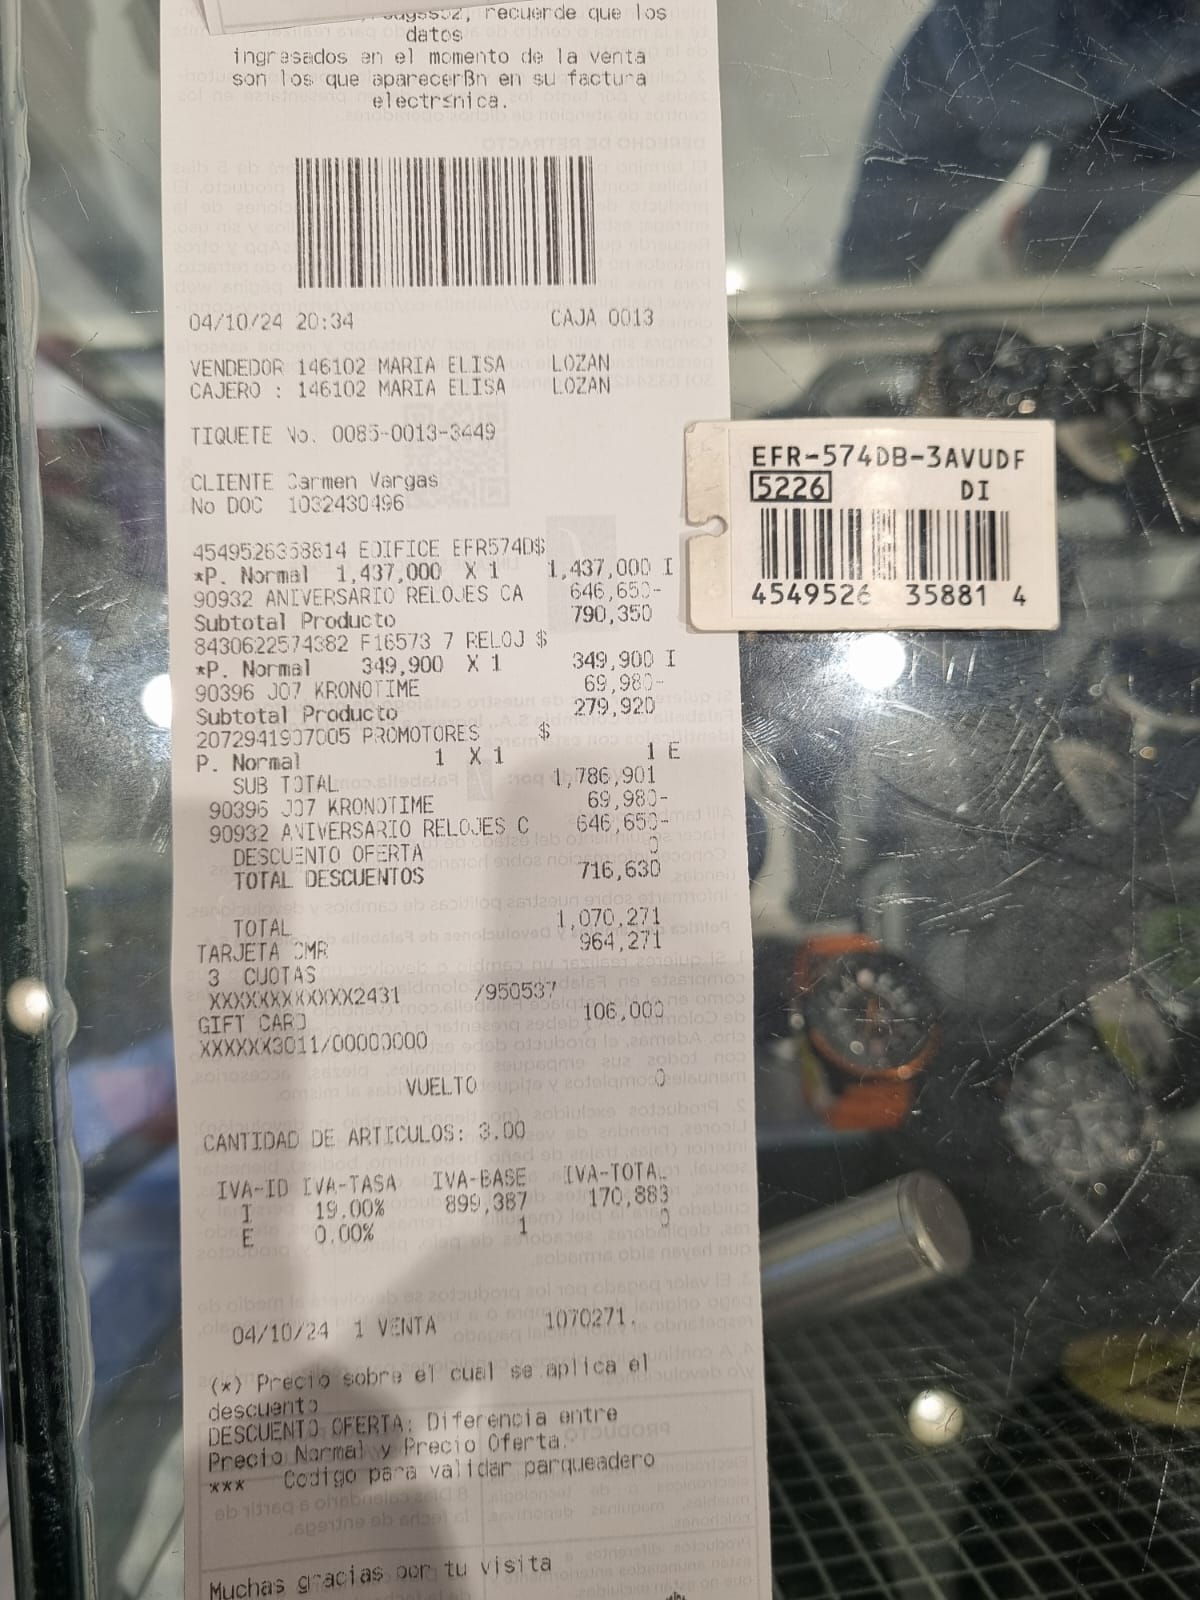 recuerde que los
datos
ingresados en el momento de la venta
son los que aparecerßn en su factura
electr≤nica.
04/10/24 20:34 CAJA 0013
VENDEDOR 146102 MARIA ELISA LOZAN
CAJERO : 146102 MARIA ELISA LOZAN
TIQUETE No. 0085-0013-3449
CLIENTE Carmen Vargas
No DOC 1032430496
4549526358814 EDIFICE EFR574D$
*P. Normal 1,437,000 X 1 1,437,000 I
90932 ANIVERSARIO RELOJES CA 646,650-
Subtotal Producto 790,350
8430622574382 F16573 7 RELOJ $
*P. Normal 349,900 X 1 349,900 I
90396 J07 KRONOTIME 69,980-
Subtotal Producto 279,920
2072941907005 PROMOTORES $
P. Normal 1 X 1 1 E
SUB TOTAL 1,786,901
90396 J07 KRONOTIME 69,980-
90932 ANIVERSARIO RELOJES C 646,650-
DESCUENTO OFERTA 0
TOTAL DESCUENTOS 716,630
TOTAL 1,070,271
TARJETA CMR 964,271
3 CUOTAS
XXXXXXXXXXXX2431 /950537
GIFT CARD 106,000
XXXXXX3011/00000000
VUELTO 0
CANTIDAD DE ARTICULOS: 3.00
IVA-ID IVA-TASA IVA-BASE IVA-TOTAL
I 19.00% 899,387 170,883
E 0.00% 1 0
04/10/24 1 VENTA 1070271.
(*) Precio sobre el cual se aplica el
descuento
DESCUENTO OFERTA: Diferencia entre
Precio Normal y Precio Oferta.
*** Codigo para validar parqueadero
Muchas gracias por tu visita
EFR-574DB-3AVUDF
5226 DI
4549526 35881 4